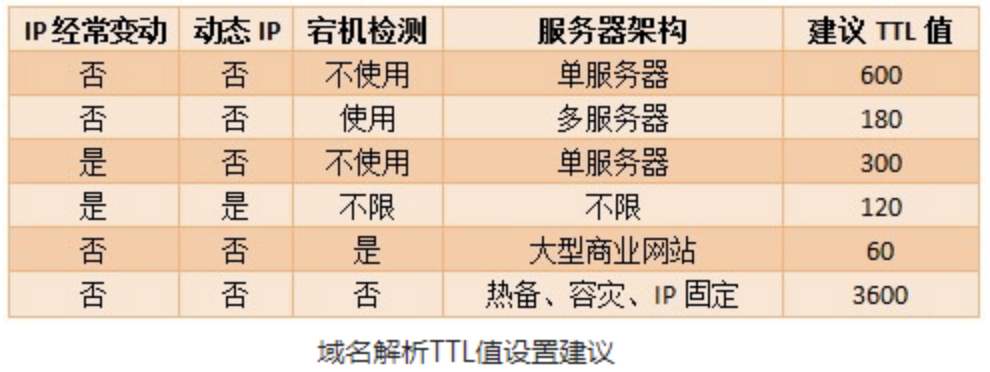 IP 经常变动 动态 IP 宕机检测 服务器架构 建议 TTL 值
否 否 不使用 单服务器 600
否 否 使用 多服务器 180
是 否 不使用 单服务器 300
是 是 不限 不限 120
否 否 是 大型商业网站 60
否 否 否 热备、容灾、IP 固定 3600
域名解析TTL值设置建议